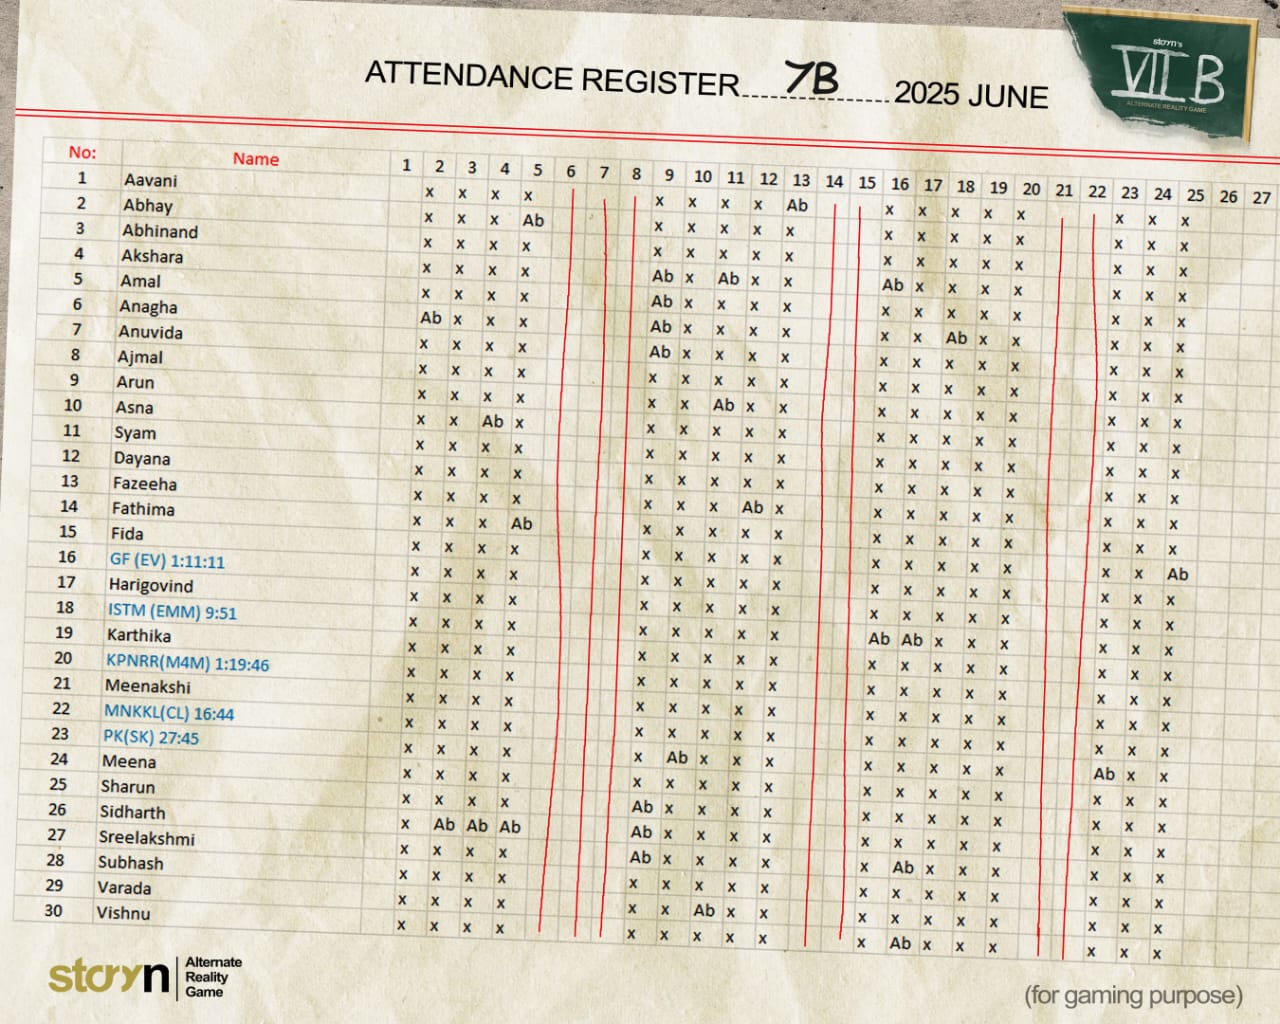 ATTENDANCE REGISTER 7B 2025 JUNE
storyn's
VII B
ALTERNATE REALITY GAME
No: Name 1 2 3 4 5 6 7 8 9 10 11 12 13 14 15 16 17 18 19 20 21 22 23 24 25 26 27
1 Aavani x x x x x x x x Ab x x x x x x x x
2 Abhay x x x Ab x x x x x x x x x x x x x
3 Abhinand x x x x x x x x x x x x x x x x x
4 Akshara x x x x Ab x Ab x x Ab x x x x x x x
5 Amal x x x x Ab x x x x x x x x x x x x
6 Anagha Ab x x x Ab x x x x x x Ab x x x x x
7 Anuvida x x x x Ab x x x x x x x x x x x x
8 Ajmal x x x x x x x x x x x x x x x x x
9 Arun x x x x x x Ab x x x x x x x x x x
10 Asna x x Ab x x x x x x x x x x x x x x
11 Syam x x x x x x x x x x x x x x x x x
12 Dayana x x x x x x x x x x x x x x x x x
13 Fazeeha x x x x x x x Ab x x x x x x x x x
14 Fathima x x x Ab x x x x x x x x x x x x x
15 Fida x x x x x x x x x x x x x x x x Ab
16 GF (EV) 1:11:11 x x x x x x x x x x x x x x x x x
17 Harigovind x x x x x x x x x x x x x x x x x
18 ISTM (EMM) 9:51 x x x x x x x x x Ab Ab x x x x x x
19 Karthika x x x x x x x x x x x x x x x x x
20 KPNRR(M4M) 1:19:46 x x x x x x x x x x x x x x x x x
21 Meenakshi x x x x x x x x x x x x x x x x x
22 MNKKL(CL) 16:44 x x x x x x x x x x x x x x x x x
23 PK(SK) 27:45 x x x x x Ab x x x x x x x x Ab x x
24 Meena x x x x x x x x x x x x x x x x x
25 Sharun x x x x Ab x x x x x x x x x x x x
26 Sidharth x Ab Ab Ab Ab x x x x x x x x x x x x
27 Sreelakshmi x x x x Ab x x x x x Ab x x x x x x
28 Subhash x x x x x x x x x x x x x x x x x
29 Varada x x x x x x Ab x x x x x x x x x x
30 Vishnu x x x x x x x x x x Ab x x x x x x
storyn Alternate
Reality
Game
(for gaming purpose)